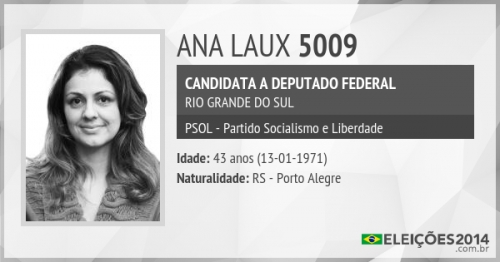 ANA LAUX 5009
CANDIDATA A DEPUTADO FEDERAL
RIO GRANDE DO SUL
PSOL - Partido Socialismo e Liberdade
Idade: 43 anos (13-01-1971)
Naturalidade: RS - Porto Alegre
ELEIÇÕES2014
.com.br